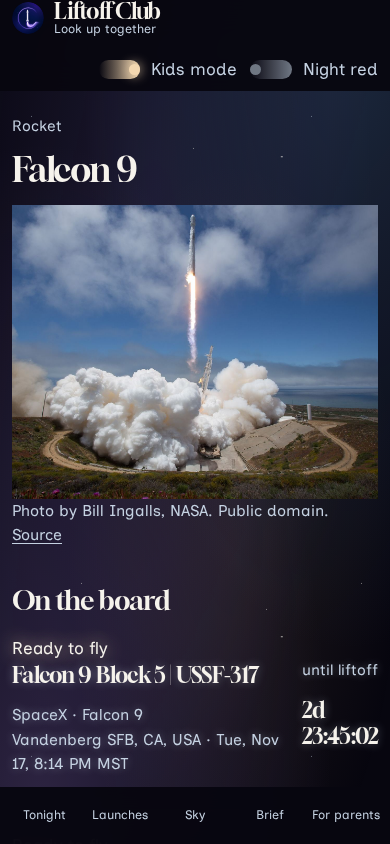 Liftoff Club
Look up together
Kids mode
Night red
Rocket
Falcon 9
Photo by Bill Ingalls, NASA. Public domain.
Source
On the board
Ready to fly
Falcon 9 Block 5 | USSF-317
SpaceX · Falcon 9
Vandenberg SFB, CA, USA · Tue, Nov
17, 8:14 PM MST
until liftoff
2d
23:45:02
Tonight
Launches
Sky
Brief
For parents